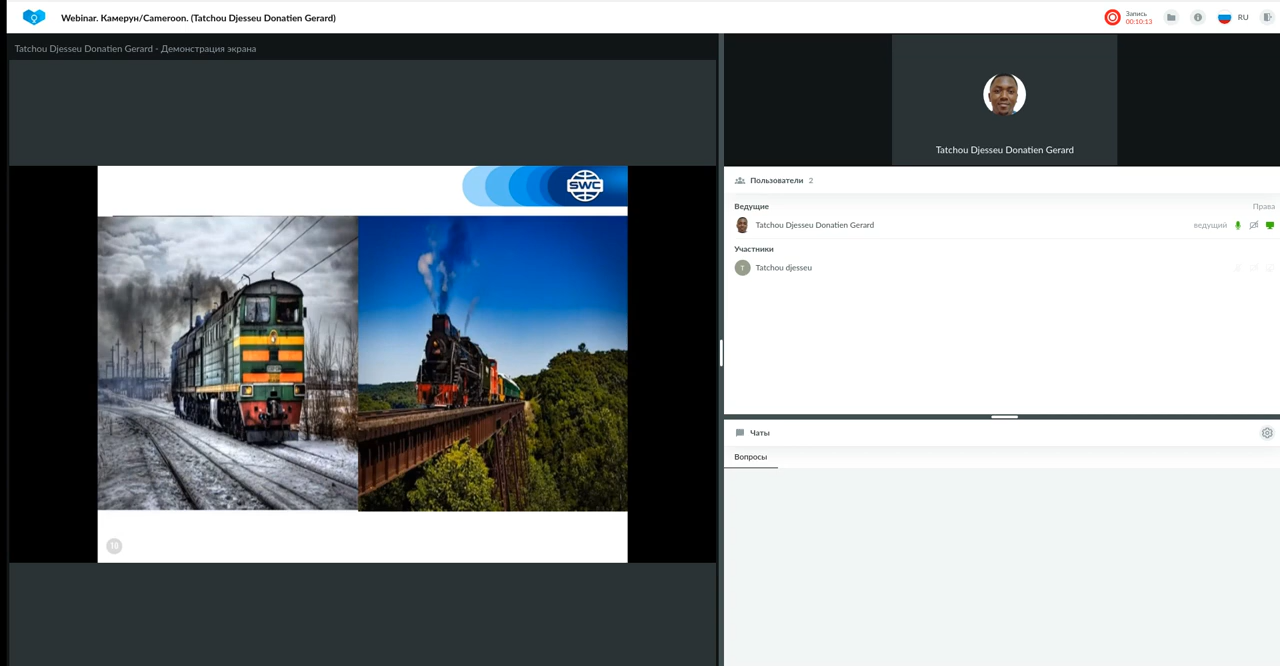 Webinar. Камерун/Cameroon. (Tatchou Djesseu Donatien Gerard)
Запись
00:10:13
RU
Tatchou Djesseu Donatien Gerard - Демонстрация экрана
SWC
10
Tatchou Djesseu Donatien Gerard
Пользователи 2
Ведущие Права
Tatchou Djesseu Donatien Gerard ведущий
Участники
T Tatchou djesseu
Чаты
Вопросы